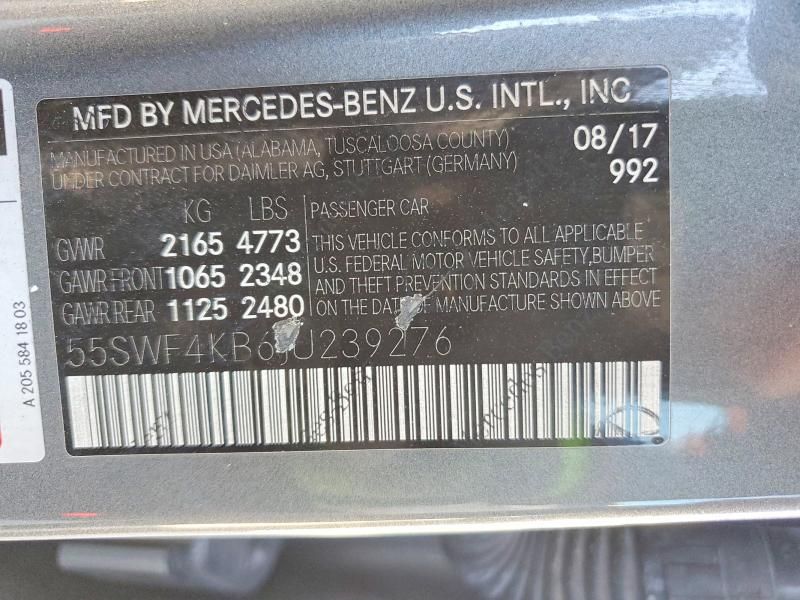 MFD BY MERCEDES-BENZ U.S. INTL., INC
MANUFACTURED IN USA (ALABAMA, TUSCALOOSA COUNTY)
UNDER CONTRACT FOR DAIMLER AG, STUTTGART (GERMANY)
08/17
992
KG LBS
GVWR 2165 4773
GAWR FRONT 1065 2348
GAWR REAR 1125 2480
PASSENGER CAR
THIS VEHICLE CONFORMS TO ALL APPLICABLE
U.S. FEDERAL MOTOR VEHICLE SAFETY,BUMPER
AND THEFT PREVENTION STANDARDS IN EFFECT
ON THE DATE OF MANUFACTURE SHOWN ABOVE
55SWF4KB6JU239276
A 205 584 18 03